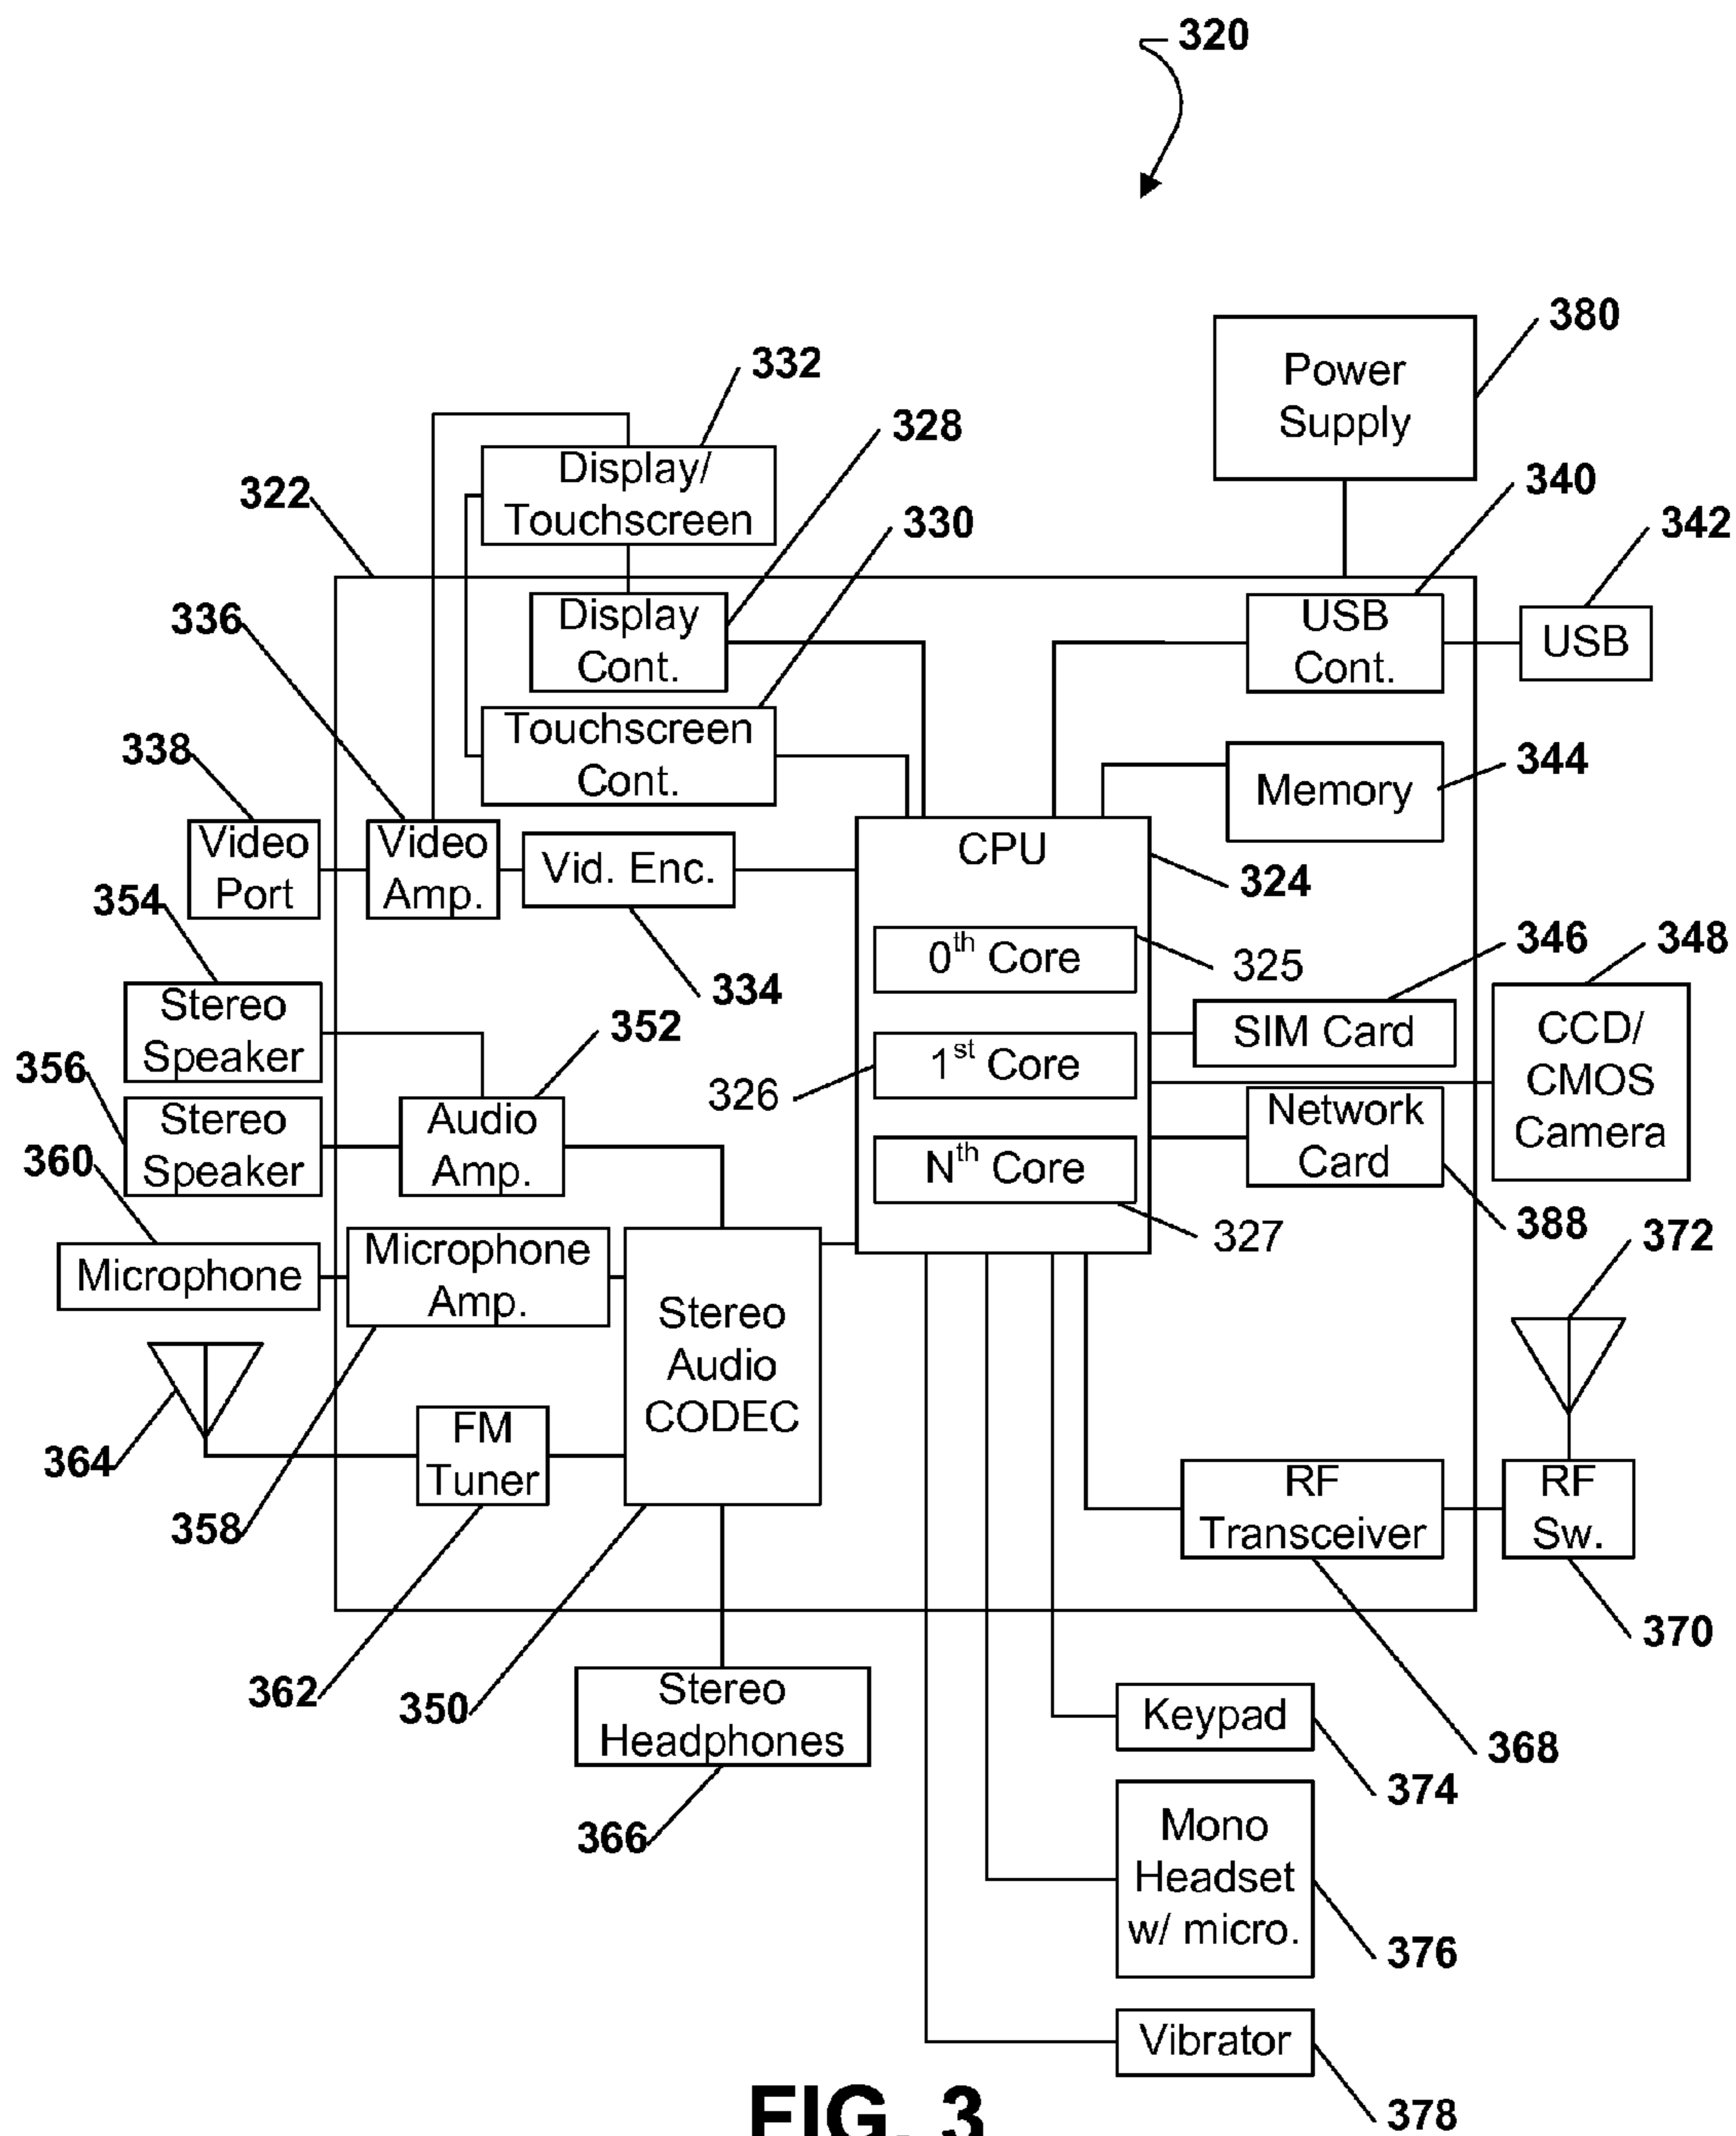 320
380
Power
Supply
332
328
Display/
Touchscreen
340
322
330
342
Display
Cont.
USB
Cont.
USB
336
Touchscreen
Cont.
338
Memory
344
Video
Port
Video
Amp.
Vid. Enc.
CPU
324
354
0th Core
325
346
348
334
Stereo
Speaker
352
SIM Card
CCD/
CMOS
Camera
356
1st Core
326
Stereo
Speaker
Audio
Amp.
Network
Card
360
Nth Core
327
388
372
Microphone
Microphone
Amp.
Stereo
Audio
CODEC
364
FM
Tuner
RF
Transceiver
RF
Sw.
358
370
362
350
Stereo
Headphones
Keypad
368
374
366
Mono
Headset
w/ micro.
376
Vibrator
378
FIG. 3